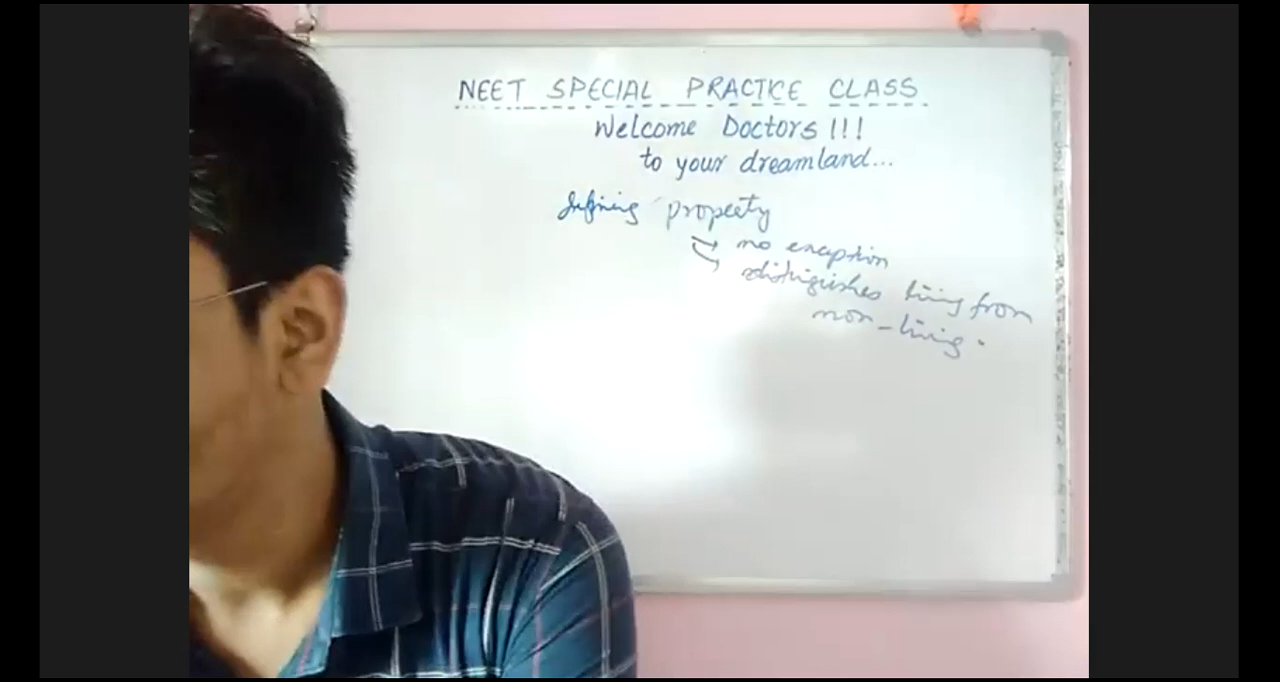 NEET SPECIAL PRACTICE CLASS
Welcome Doctors!!!
to your dreamland...
defining property
→ no exception
→ distinguishes living from
non-living.